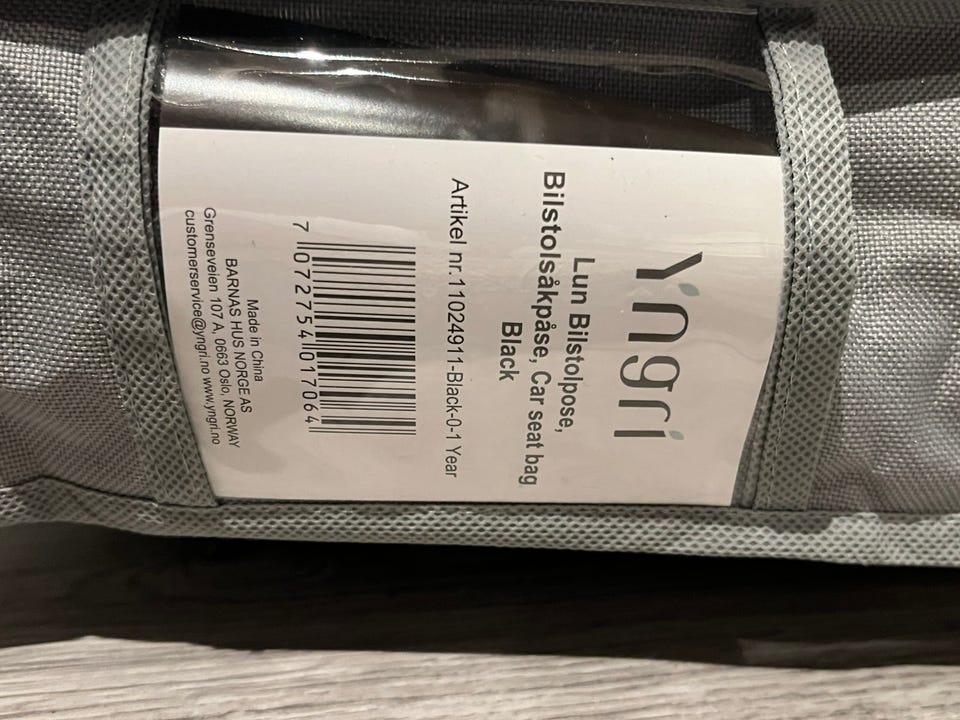 Yngri
Lun Bilstolpose,
Bilstolsåkpåse, Car seat bag
Black
Artikel nr.11024911-Black-0-1 Year
7 072754 017064
Made in China
BARNAS HUS NORGE AS
Grenseveien 107 A, 0663 Oslo, NORWAY
customerservice@yngri.no www.yngri.no